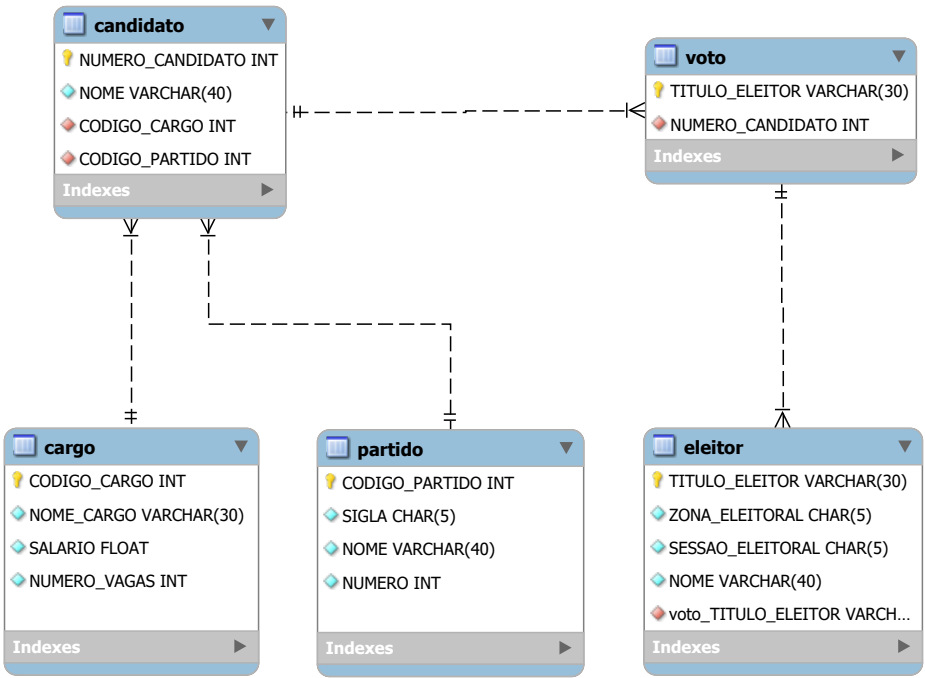 candidato
NUMERO_CANDIDATO INT
NOME VARCHAR(40)
CODIGO_CARGO INT
CODIGO_PARTIDO INT
Indexes
voto
TITULO_ELEITOR VARCHAR(30)
NUMERO_CANDIDATO INT
Indexes
cargo
CODIGO_CARGO INT
NOME_CARGO VARCHAR(30)
SALARIO FLOAT
NUMERO_VAGAS INT
Indexes
partido
CODIGO_PARTIDO INT
SIGLA CHAR(5)
NOME VARCHAR(40)
NUMERO INT
Indexes
eleitor
TITULO_ELEITOR VARCHAR(30)
ZONA_ELEITORAL CHAR(5)
SESSAO_ELEITORAL CHAR(5)
NOME VARCHAR(40)
voto_TITULO_ELEITOR VARCH...
Indexes